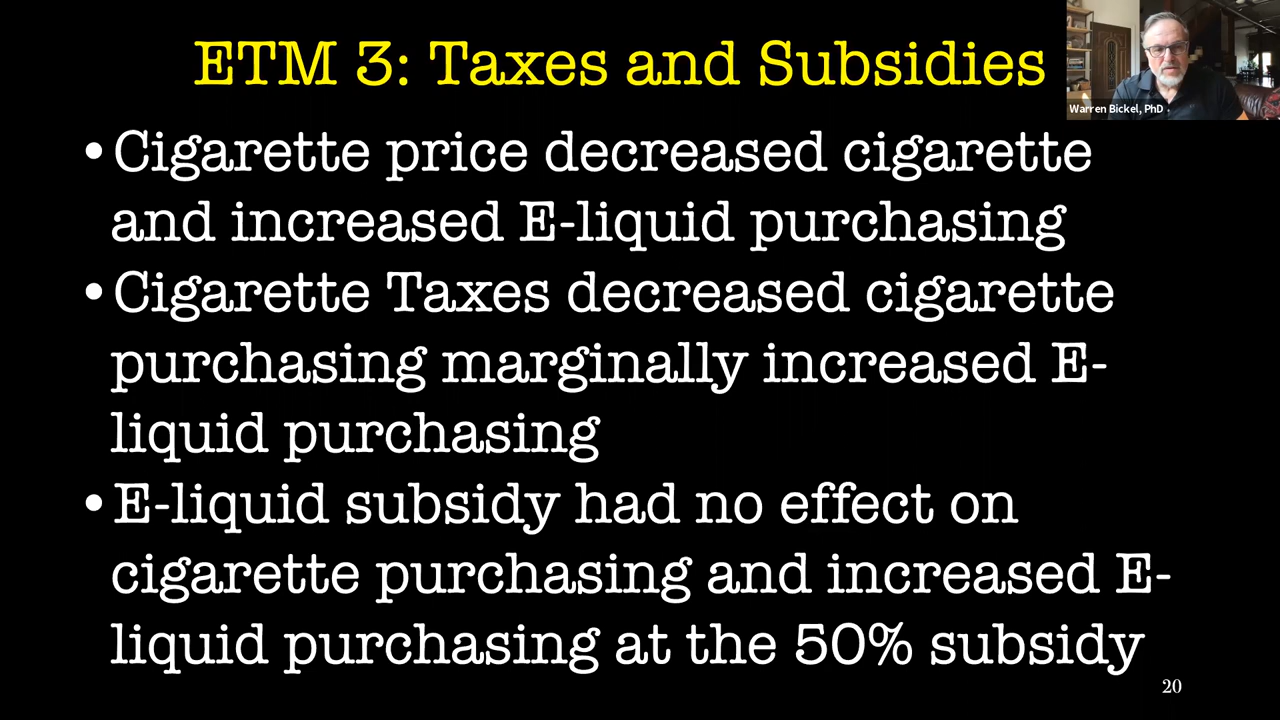 ETM 3: Taxes and Subsidies
Warren Bickel, PhD
•Cigarette price decreased cigarette
and increased E-liquid purchasing
•Cigarette Taxes decreased cigarette
purchasing marginally increased E-
liquid purchasing
•E-liquid subsidy had no effect on
cigarette purchasing and increased E-
liquid purchasing at the 50% subsidy
20